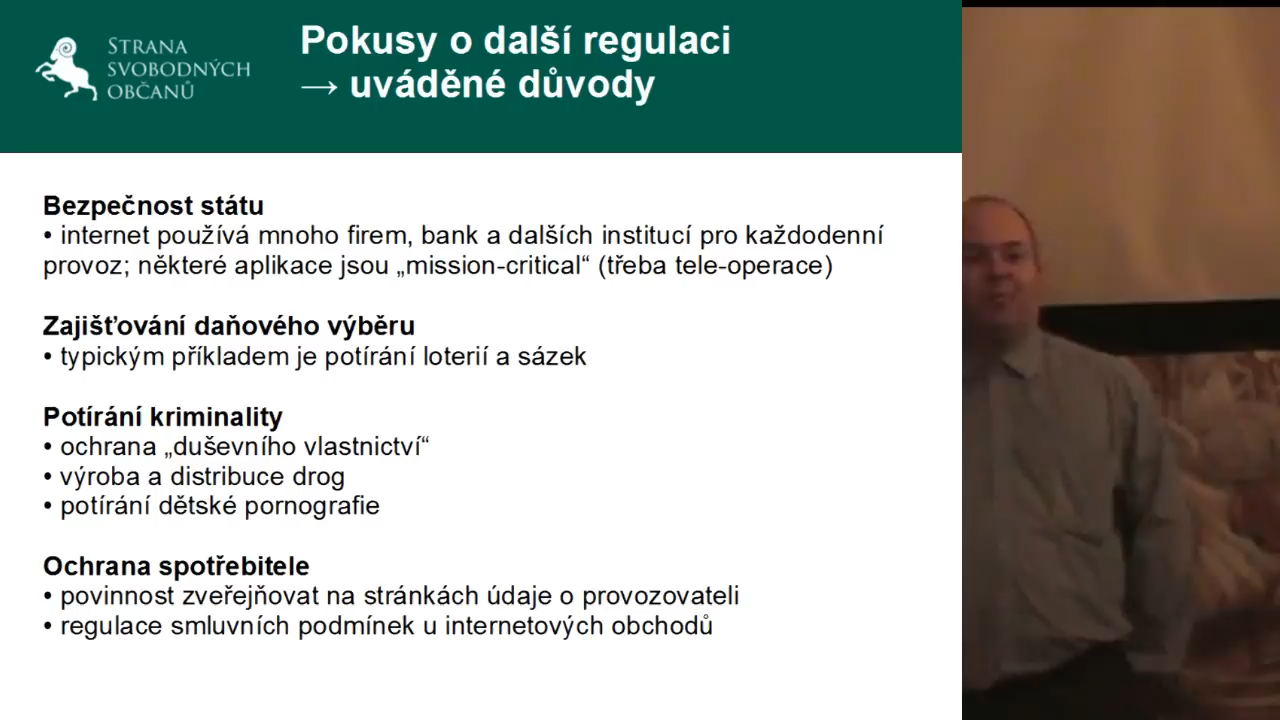 STRANA
SVOBODNÝCH
OBČANŮ
Pokusy o další regulaci
→ uváděné důvody
Bezpečnost státu
• internet používá mnoho firem, bank a dalších institucí pro každodenní
provoz; některé aplikace jsou „mission-critical“ (třeba tele-operace)
Zajišťování daňového výběru
• typickým příkladem je potírání loterií a sázek
Potírání kriminality
• ochrana „duševního vlastnictví“
• výroba a distribuce drog
• potírání dětské pornografie
Ochrana spotřebitele
• povinnost zveřejňovat na stránkách údaje o provozovateli
• regulace smluvních podmínek u internetových obchodů